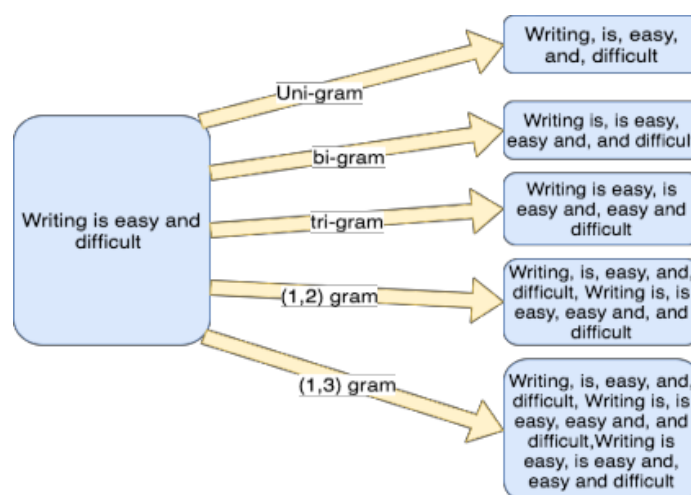 Writing is easy and
difficult
Uni-gram
bi-gram
tri-gram
(1,2) gram
(1,3) gram
Writing, is, easy,
and, difficult
Writing is, is easy,
easy and, and difficult
Writing is easy, is
easy and, easy and
difficult
Writing, is, easy, and,
difficult, Writing is, is
easy, easy and, and
difficult
Writing, is, easy, and,
difficult, Writing is, is
easy, easy and, and
difficult,Writing is
easy, is easy and,
easy and difficult